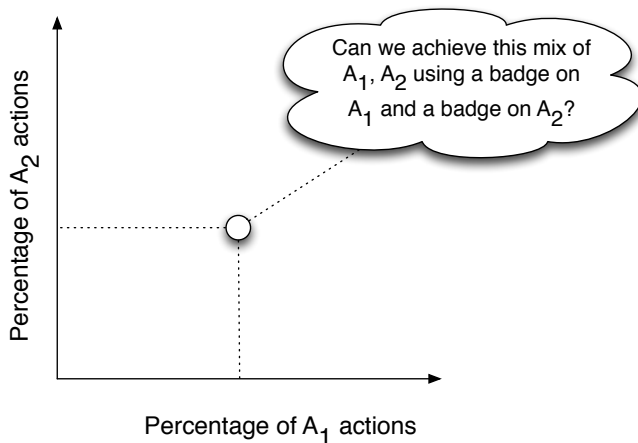 Can we achieve this mix of
A1, A2 using a badge on
A1 and a badge on A2?
Percentage of A2 actions
Percentage of A1 actions